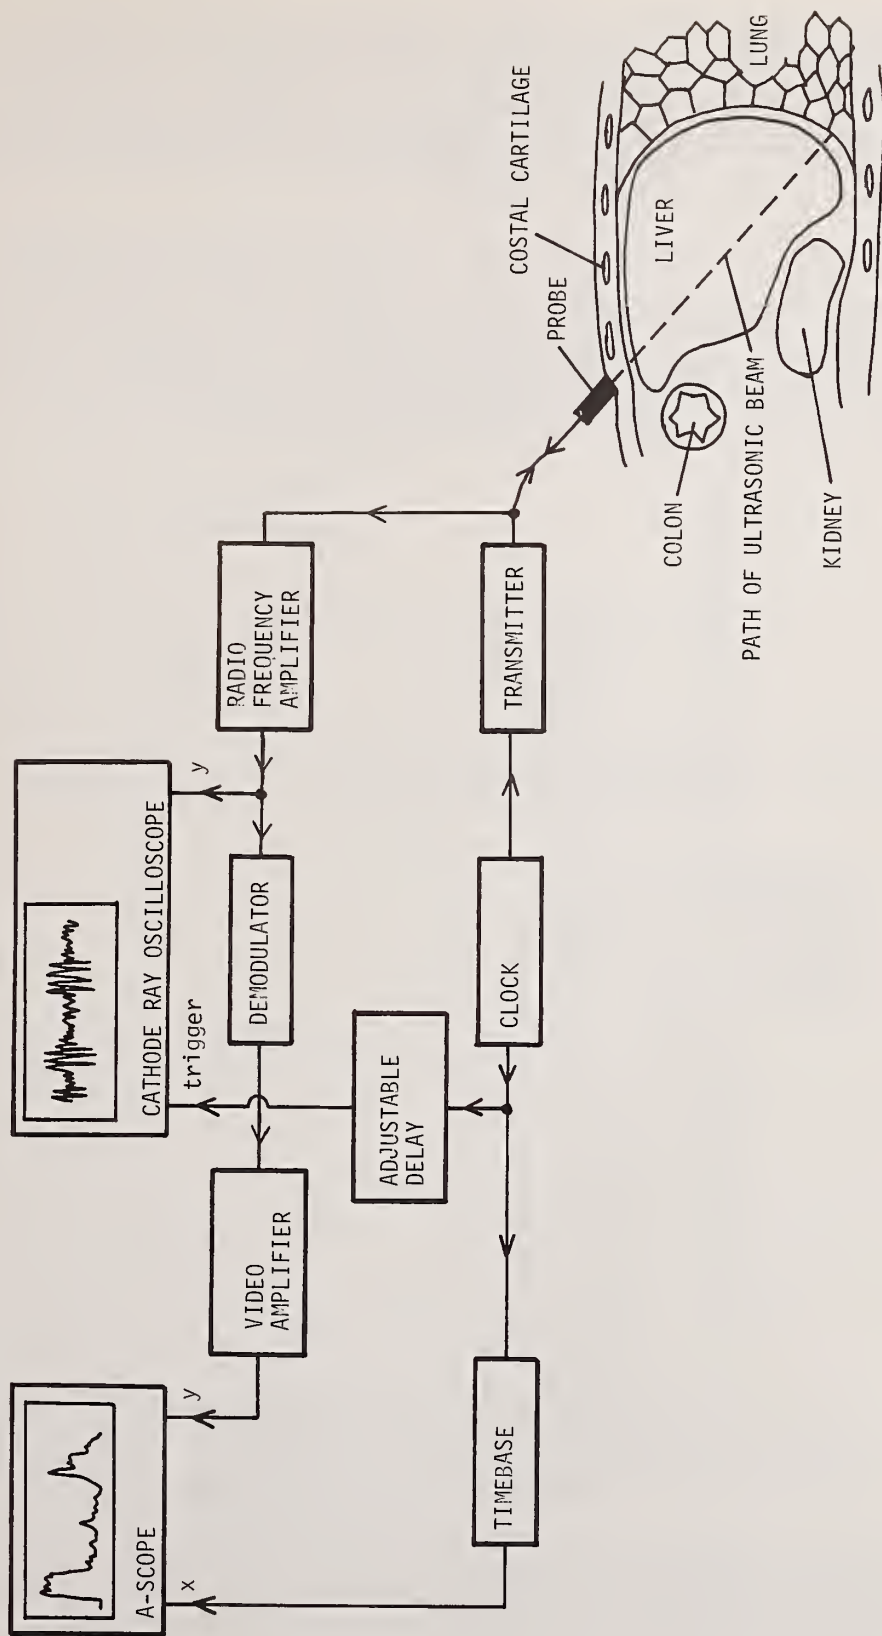 A-SCOPE
x
y
VIDEO
AMPLIFIER
TIMEBASE
CATHODE RAY OSCILLOSCOPE
trigger
y
DEMODULATOR
ADJUSTABLE
DELAY
CLOCK
RADIO
FREQUENCY
AMPLIFIER
TRANSMITTER
PROBE
COSTAL CARTILAGE
LIVER
LUNG
COLON
PATH OF ULTRASONIC BEAM
KIDNEY